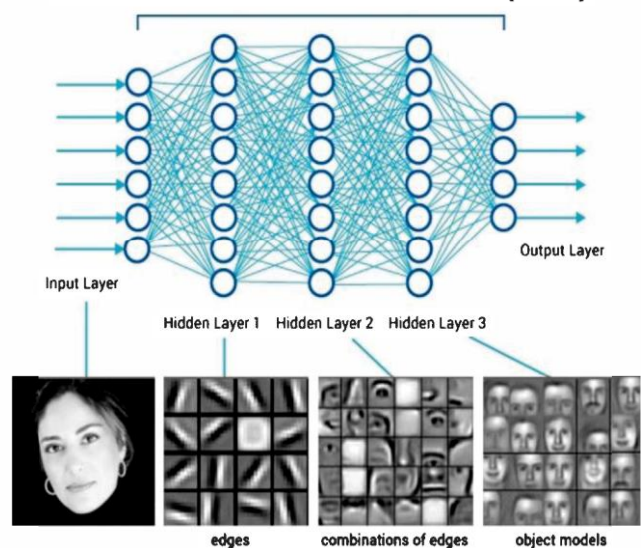 Output Layer
Input Layer
Hidden Layer 1 Hidden Layer 2 Hidden Layer 3
edges combinations of edges object models